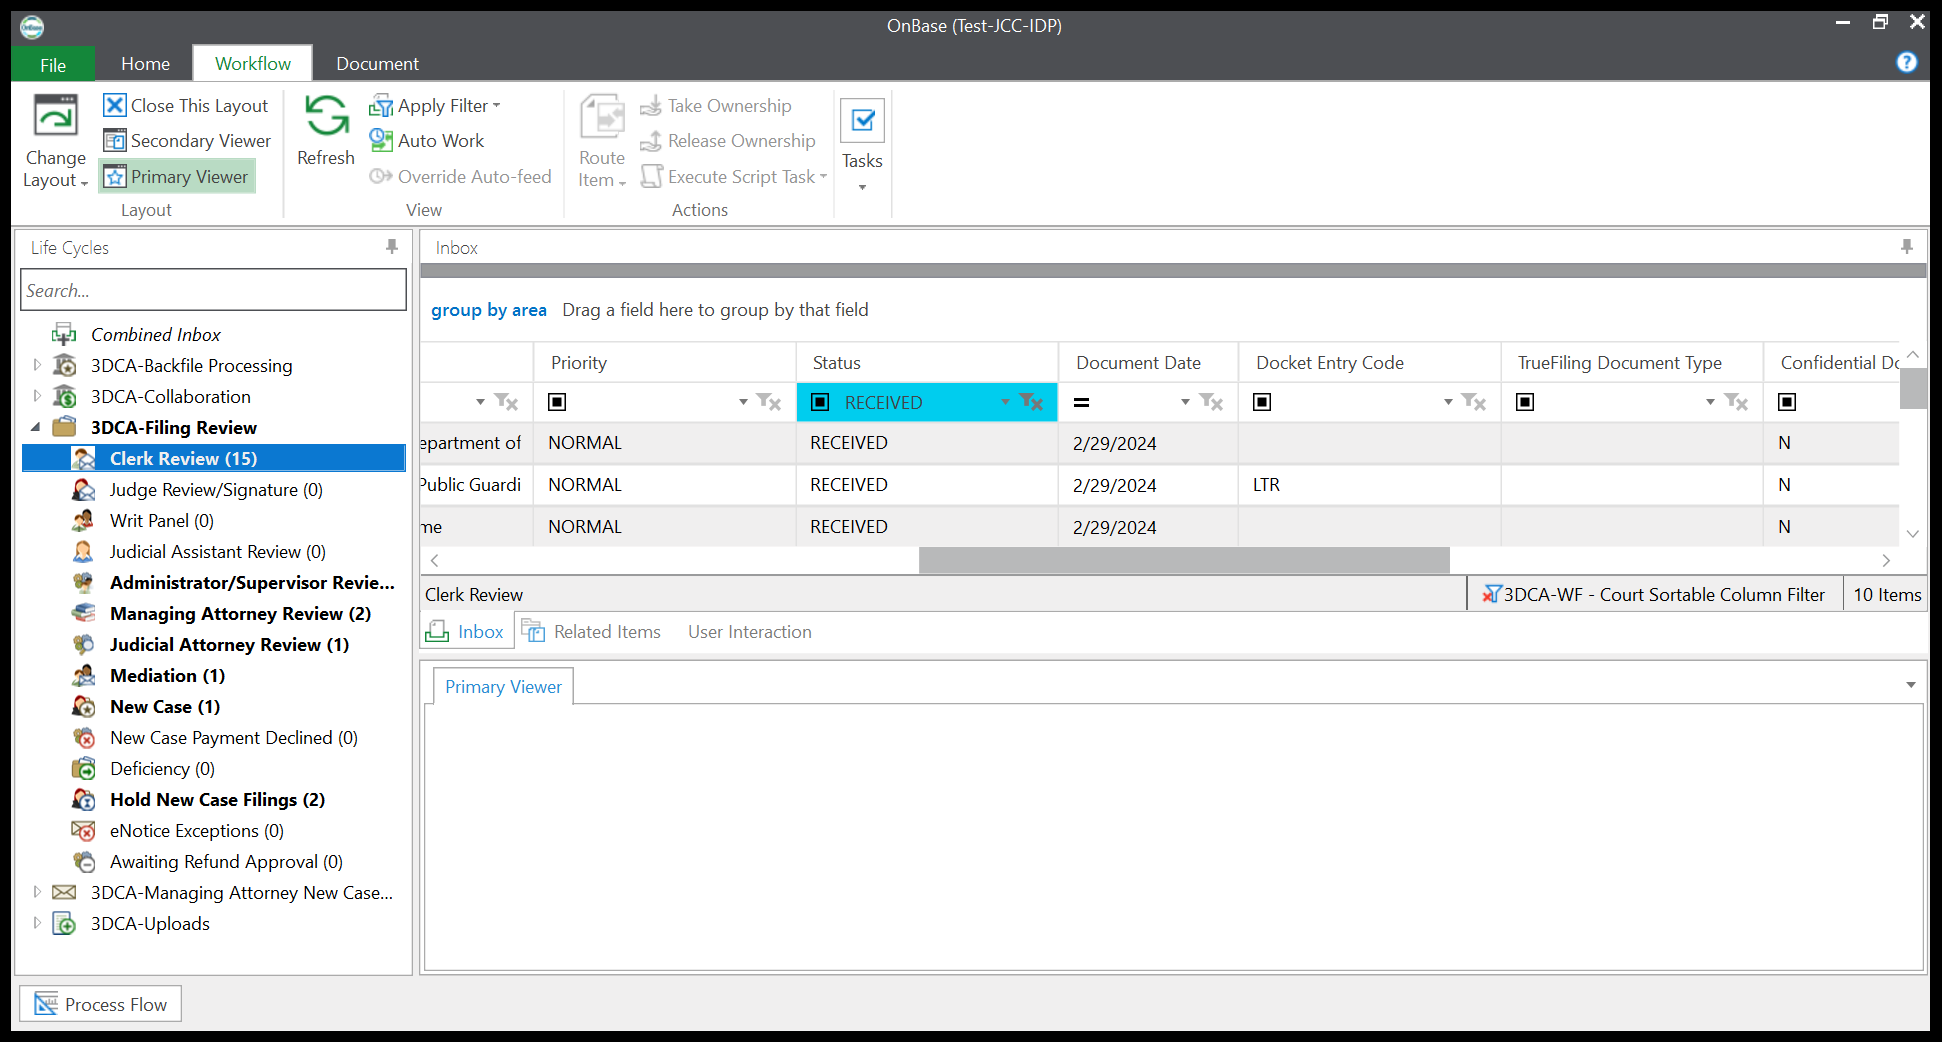 OnBase (Test-JCC-IDP)
File
Home
Workflow
Document
Change
Layout
Close This Layout
Secondary Viewer
Primary Viewer
Layout
Refresh
Apply Filter
Auto Work
Override Auto-feed
View
Route
Item
Take Ownership
Release Ownership
Execute Script Task
Actions
Tasks
Life Cycles
Search...
Combined Inbox
3DCA-Backfile Processing
3DCA-Collaboration
3DCA-Filing Review
Clerk Review (15)
Judge Review/Signature (0)
Writ Panel (0)
Judicial Assistant Review (0)
Administrator/Supervisor Revie...
Managing Attorney Review (2)
Judicial Attorney Review (1)
Mediation (1)
New Case (1)
New Case Payment Declined (0)
Deficiency (0)
Hold New Case Filings (2)
eNotice Exceptions (0)
Awaiting Refund Approval (0)
3DCA-Managing Attorney New Case...
3DCA-Uploads
Process Flow
Inbox
group by area Drag a field here to group by that field
Priority Status Document Date Docket Entry Code TrueFiling Document Type Confidential Do
RECEIVED =
epartment of NORMAL RECEIVED 2/29/2024 N
Public Guardi NORMAL RECEIVED 2/29/2024 LTR N
me NORMAL RECEIVED 2/29/2024 N
Clerk Review 3DCA-WF - Court Sortable Column Filter 10 Items
Inbox Related Items User Interaction
Primary Viewer